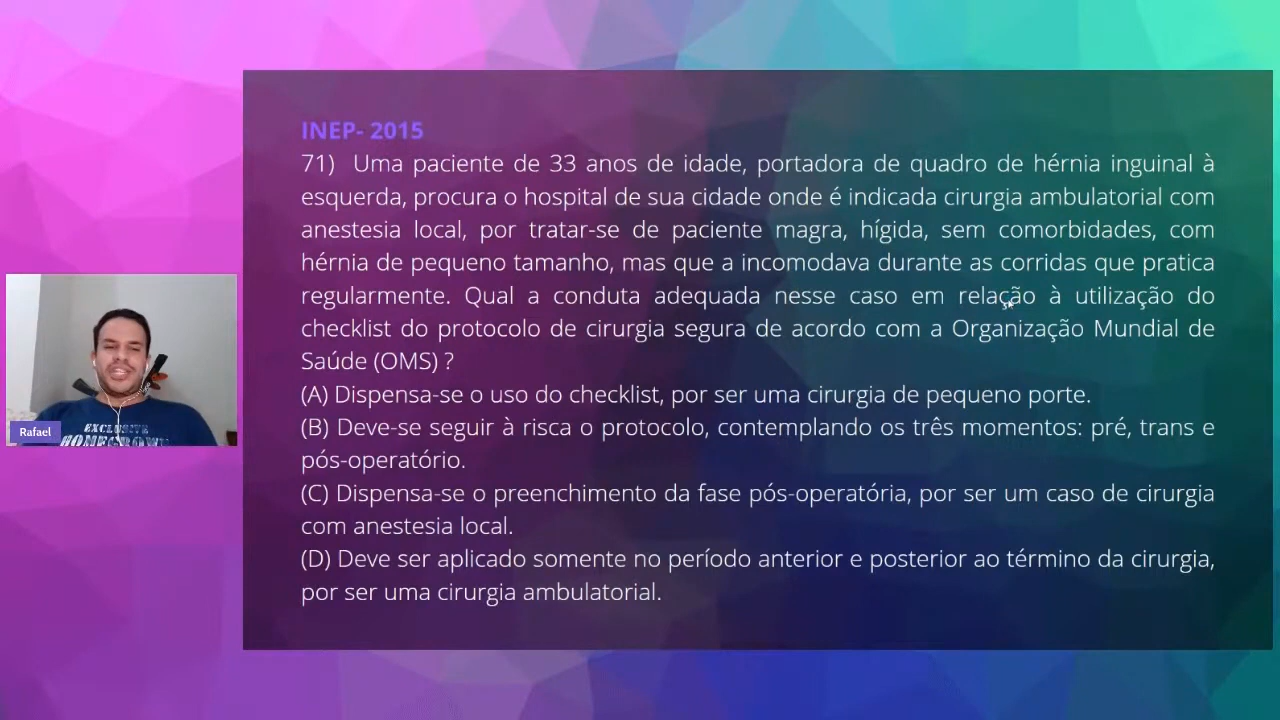 INEP- 2015
71) Uma paciente de 33 anos de idade, portadora de quadro de hérnia inguinal à
esquerda, procura o hospital de sua cidade onde é indicada cirurgia ambulatorial com
anestesia local, por tratar-se de paciente magra, hígida, sem comorbidades, com
hérnia de pequeno tamanho, mas que a incomodava durante as corridas que pratica
regularmente. Qual a conduta adequada nesse caso em relação à utilização do
checklist do protocolo de cirurgia segura de acordo com a Organização Mundial de
Saúde (OMS) ?
(A) Dispensa-se o uso do checklist, por ser uma cirurgia de pequeno porte.
(B) Deve-se seguir à risca o protocolo, contemplando os três momentos: pré, trans e
pós-operatório.
(C) Dispensa-se o preenchimento da fase pós-operatória, por ser um caso de cirurgia
com anestesia local.
(D) Deve ser aplicado somente no período anterior e posterior ao término da cirurgia,
por ser uma cirurgia ambulatorial.
Rafael
EXCLUSIVE
HOMEGROWN